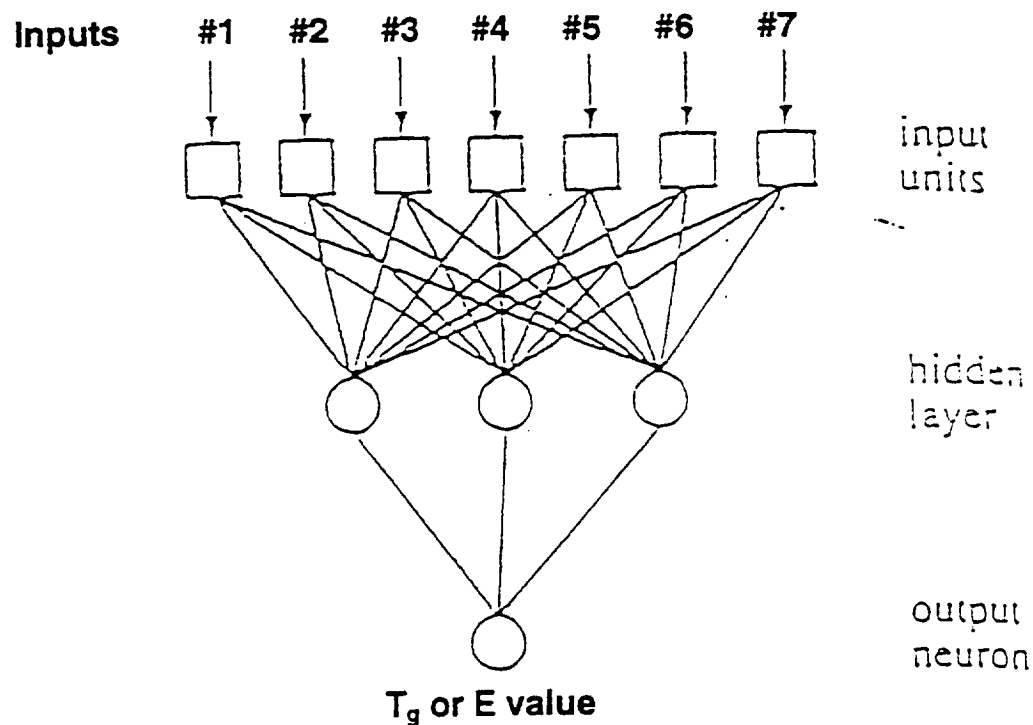 Inputs #1 #2 #3 #4 #5 #6 #7
input
units
hidden
layer
output
neuron
Tg or E value